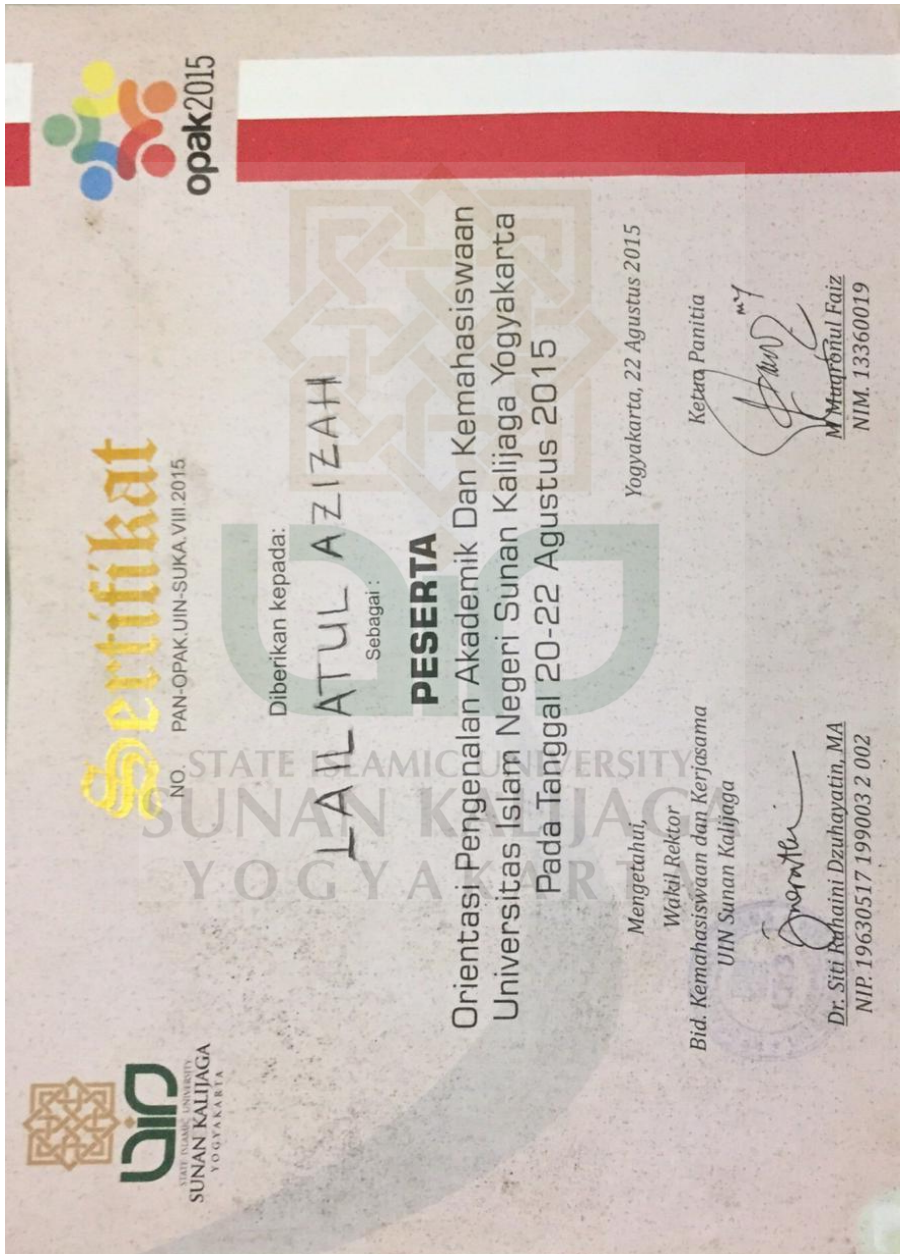 STATE ISLAMIC UNIVERSITY
SUNAN KALIJAGA
YOGYAKARTA
opak2015
Sertifikat
NO. PAN-OPAK.UIN-SUKA.VIII.2015
Diberikan kepada:
LAILATUL AZIZAH
Sebagai :
PESERTA
Orientasi Pengenalan Akademik Dan Kemahasiswaan
Universitas Islam Negeri Sunan Kalijaga Yogyakarta
Pada Tanggal 20-22 Agustus 2015
STATE ISLAMIC UNIVERSITY
SUNAN KALIJAGA
YOGYAKARTA
Yogyakarta, 22 Agustus 2015
Mengetahui,
Wakil Rektor
Bid. Kemahasiswaan dan Kerjasama
UIN Sunan Kalijaga
Dr. Siti Ruhaini Dzuhayatin, MA
NIP. 19630517 199003 2 002
Ketua Panitia
M Muqronul Faiz
NIM. 13360019